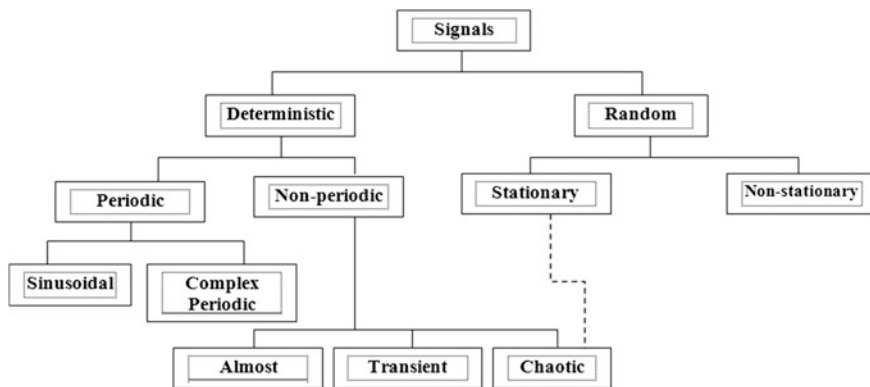 Signals
Deterministic
Random
Periodic
Non-periodic
Stationary
Non-stationary
Sinusoidal
Complex
Periodic
Almost
Transient
Chaotic